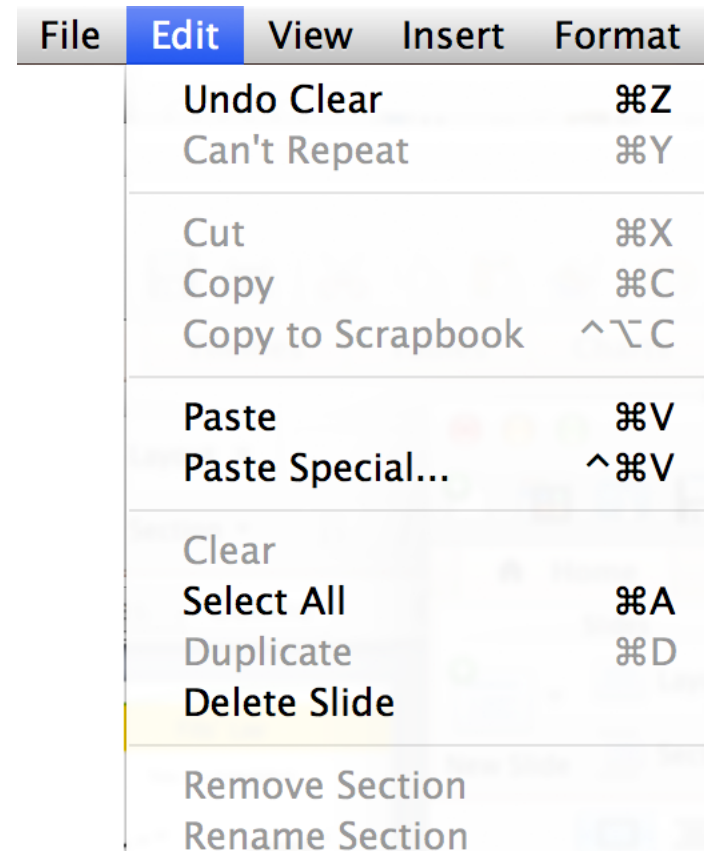 File Edit View Insert Format
Undo Clear ⌘Z
Can't Repeat ⌘Y
Cut ⌘X
Copy ⌘C
Copy to Scrapbook ^⌥C
Paste ⌘V
Paste Special... ^⌘V
Clear
Select All ⌘A
Duplicate ⌘D
Delete Slide
Remove Section
Rename Section